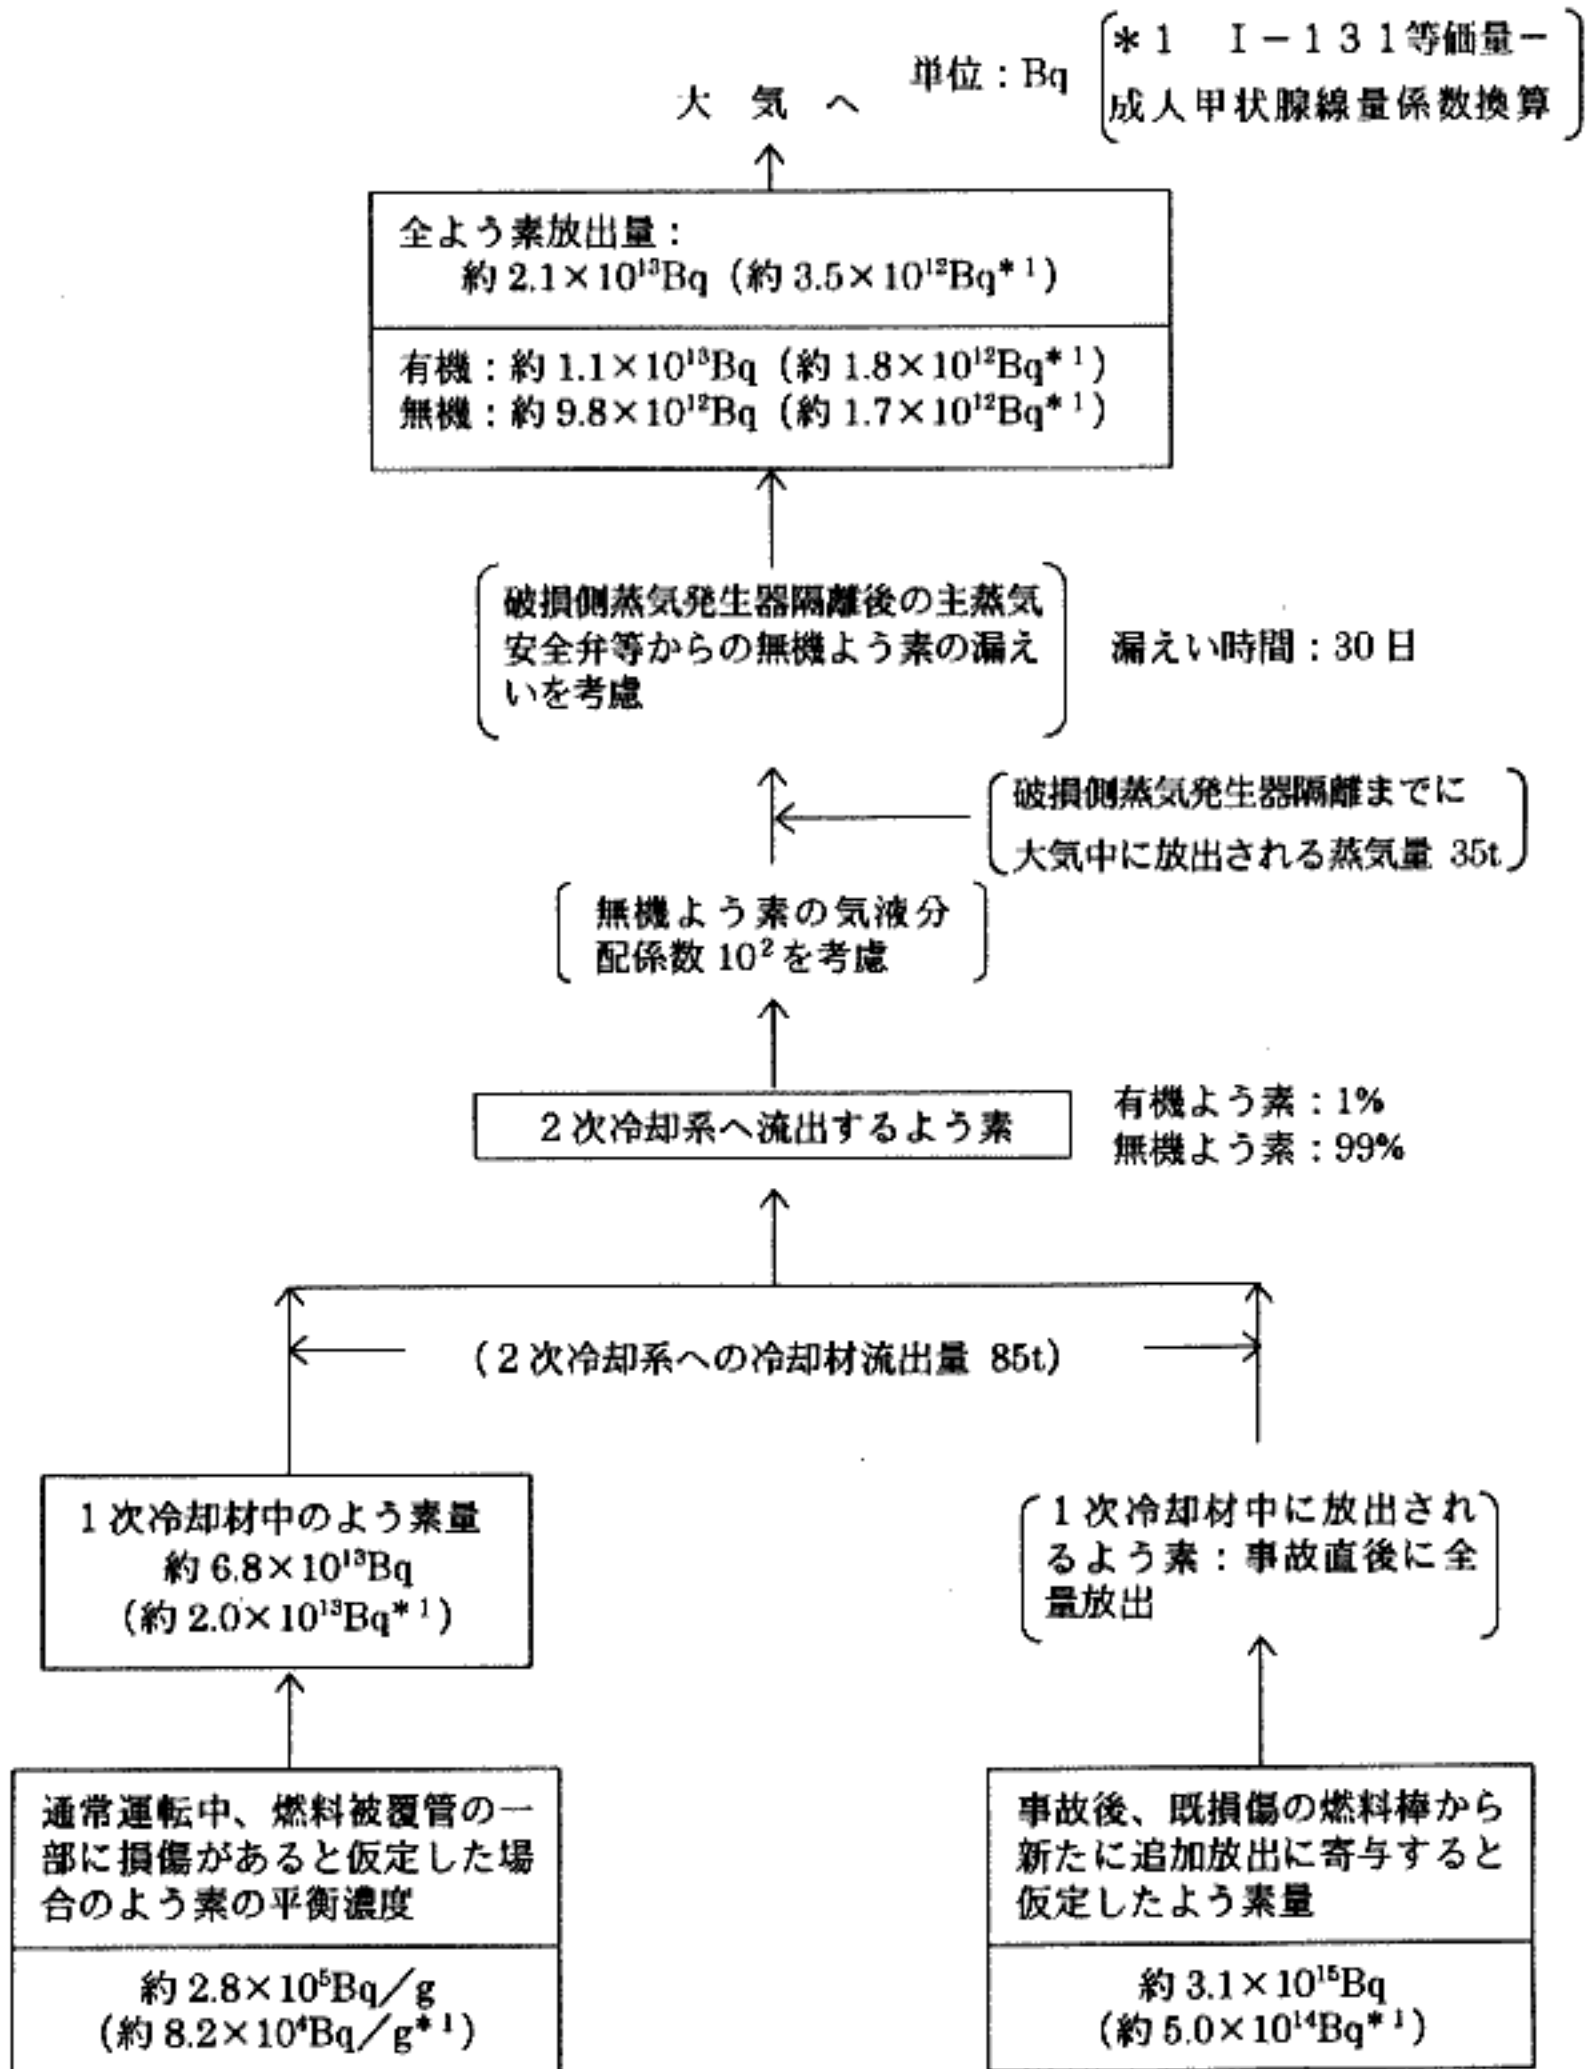 単位：Bq
＊１　Ｉ－１３１等価量－
成人甲状腺線量係数換算
大　気　へ
全よう素放出量：
約 2.1×10¹³Bq（約 3.5×10¹²Bq＊¹）
有機：約 1.1×10¹³Bq（約 1.8×10¹²Bq＊¹）
無機：約 9.8×10¹²Bq（約 1.7×10¹²Bq＊¹）
破損側蒸気発生器隔離後の主蒸気
安全弁等からの無機よう素の漏え
いを考慮
漏えい時間：30 日
破損側蒸気発生器隔離までに
大気中に放出される蒸気量 35t
無機よう素の気液分
配係数 10²を考慮
２次冷却系へ流出するよう素
有機よう素：1%
無機よう素：99%
（２次冷却系への冷却材流出量 85t）
１次冷却材中のよう素量
約 6.8×10¹³Bq
（約 2.0×10¹³Bq＊¹）
１次冷却材中に放出され
るよう素：事故直後に全
量放出
通常運転中、燃料被覆管の一
部に損傷があると仮定した場
合のよう素の平衡濃度
約 2.8×10⁵Bq／g
（約 8.2×10⁴Bq／g＊¹）
事故後、既損傷の燃料棒から
新たに追加放出に寄与すると
仮定したよう素量
約 3.1×10¹⁵Bq
（約 5.0×10¹⁴Bq＊¹）